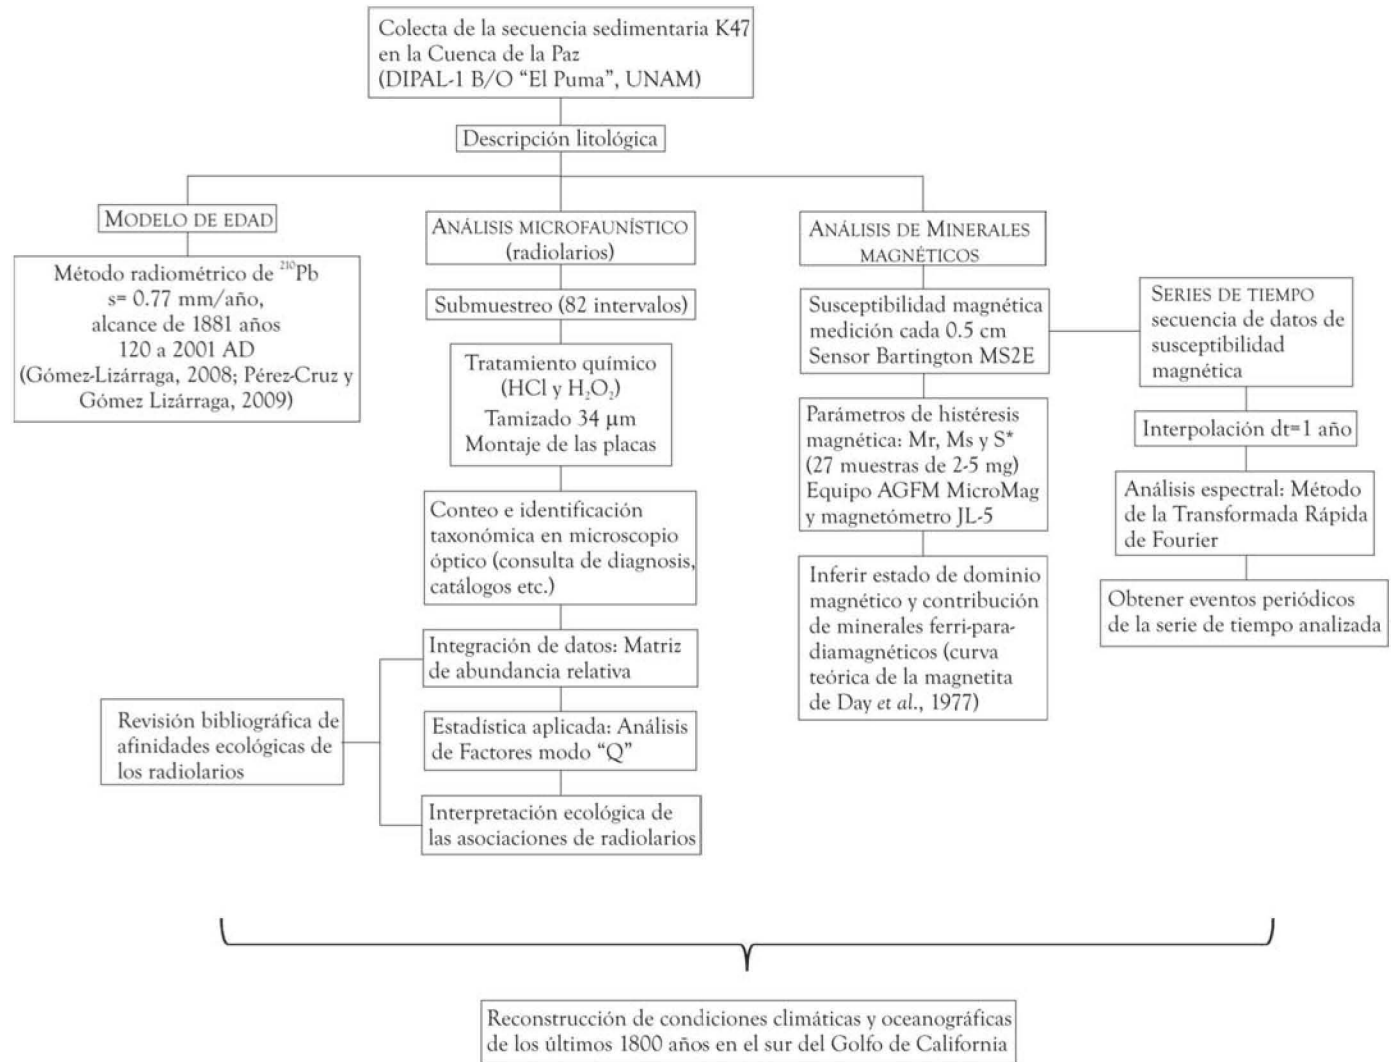 Colecta de la secuencia sedimentaria K47
en la Cuenca de la Paz
(DIPAL-1 B/O “El Puma”, UNAM)
Descripción litológica
MODELO DE EDAD
Método radiométrico de ²¹⁰Pb
s= 0.77 mm/año,
alcance de 1881 años
120 a 2001 AD
(Gómez-Lizárraga, 2008; Pérez-Cruz y
Gómez Lizárraga, 2009)
ANÁLISIS MICROFAUNÍSTICO
(radiolarios)
Submuestreo (82 intervalos)
Tratamiento químico
(HCl y H₂O₂)
Tamizado 34 µm
Montaje de las placas
Conteo e identificación
taxonómica en microscopio
óptico (consulta de diagnosis,
catálogos etc.)
Integración de datos: Matriz
de abundancia relativa
Estadística aplicada: Análisis
de Factores modo “Q”
Interpretación ecológica de
las asociaciones de radiolarios
Revisión bibliográfica de
afinidades ecológicas de
los radiolarios
ANÁLISIS DE MINERALES
MAGNÉTICOS
Susceptibilidad magnética
medición cada 0.5 cm
Sensor Bartington MS2E
Parámetros de histéresis
magnética: Mr, Ms y S*
(27 muestras de 2-5 mg)
Equipo AGFM MicroMag
y magnetómetro JL-5
Inferir estado de dominio
magnético y contribución
de minerales ferri-para-
diamagnéticos (curva
teórica de la magnetita
de Day et al., 1977)
SERIES DE TIEMPO
secuencia de datos de
susceptibilidad
magnética
Interpolación dt=1 año
Análisis espectral: Método
de la Transformada Rápida
de Fourier
Obtener eventos periódicos
de la serie de tiempo analizada
Reconstrucción de condiciones climáticas y oceanográficas
de los últimos 1800 años en el sur del Golfo de California